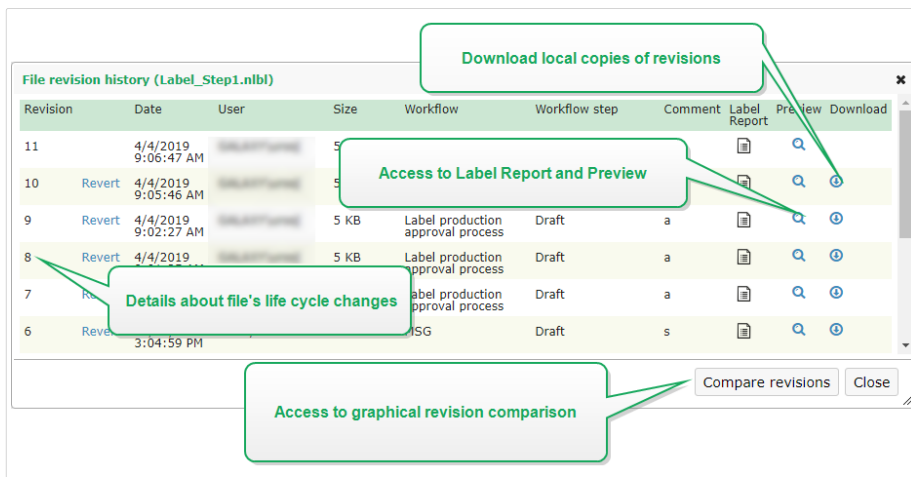 Download local copies of revisions
File revision history (Label_Step1.nlbl)
Revision Date User Size Workflow Workflow step Comment Label Report Preview Download
11 4/4/2019 5
9:06:47 AM
Access to Label Report and Preview
10 Revert 4/4/2019 5
9:05:46 AM
9 Revert 4/4/2019 5 KB Label production Draft a
9:02:27 AM approval process
8 Revert 4/4/2019 5 KB Label production Draft a
approval process
Details about file's life cycle changes
7 label production Draft a
approval process
6 Draft s
3:04:59 PM
Compare revisions Close
Access to graphical revision comparison